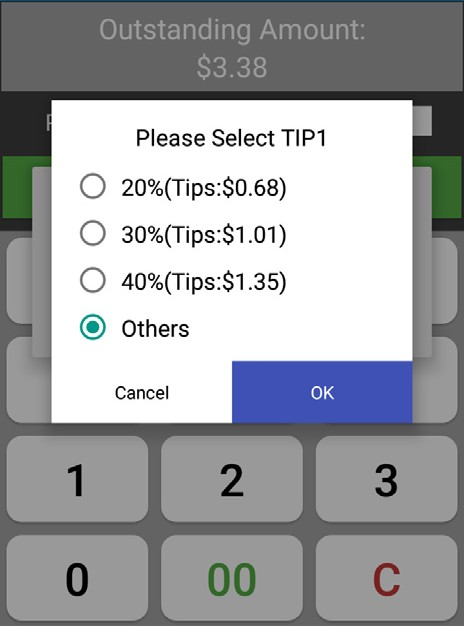 Outstanding Amount:
$3.38
Please Select TIP1
20%(Tips:$0.68)
30%(Tips:$1.01)
40%(Tips:$1.35)
Others
Cancel OK
1 2 3
0 00 C